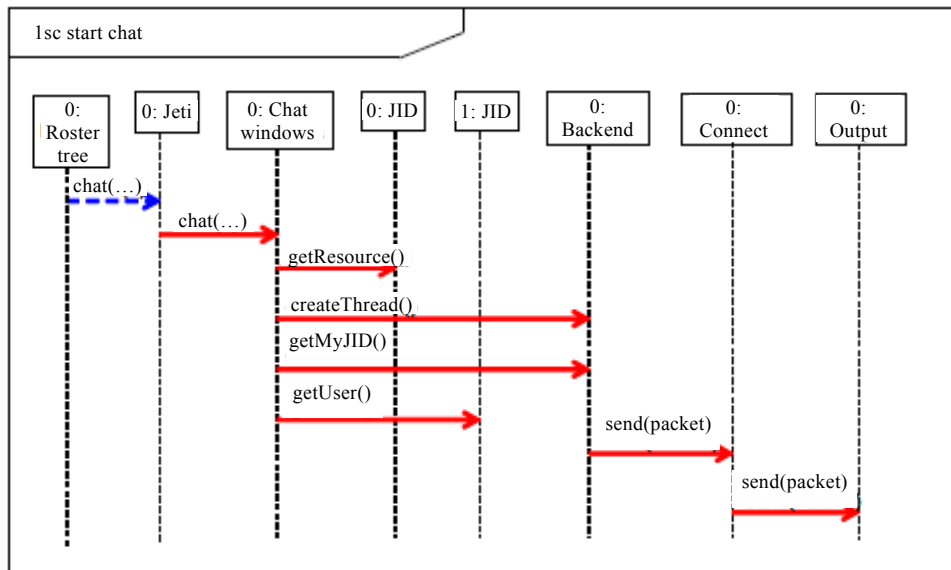 1sc start chat
0:
Roster
tree
0: Jeti
0: Chat
windows
0: JID
1: JID
0:
Backend
0:
Connect
0:
Output
chat(…)
chat(…)
getResource()
createThread()
getMyJID()
getUser()
send(packet)
send(packet)